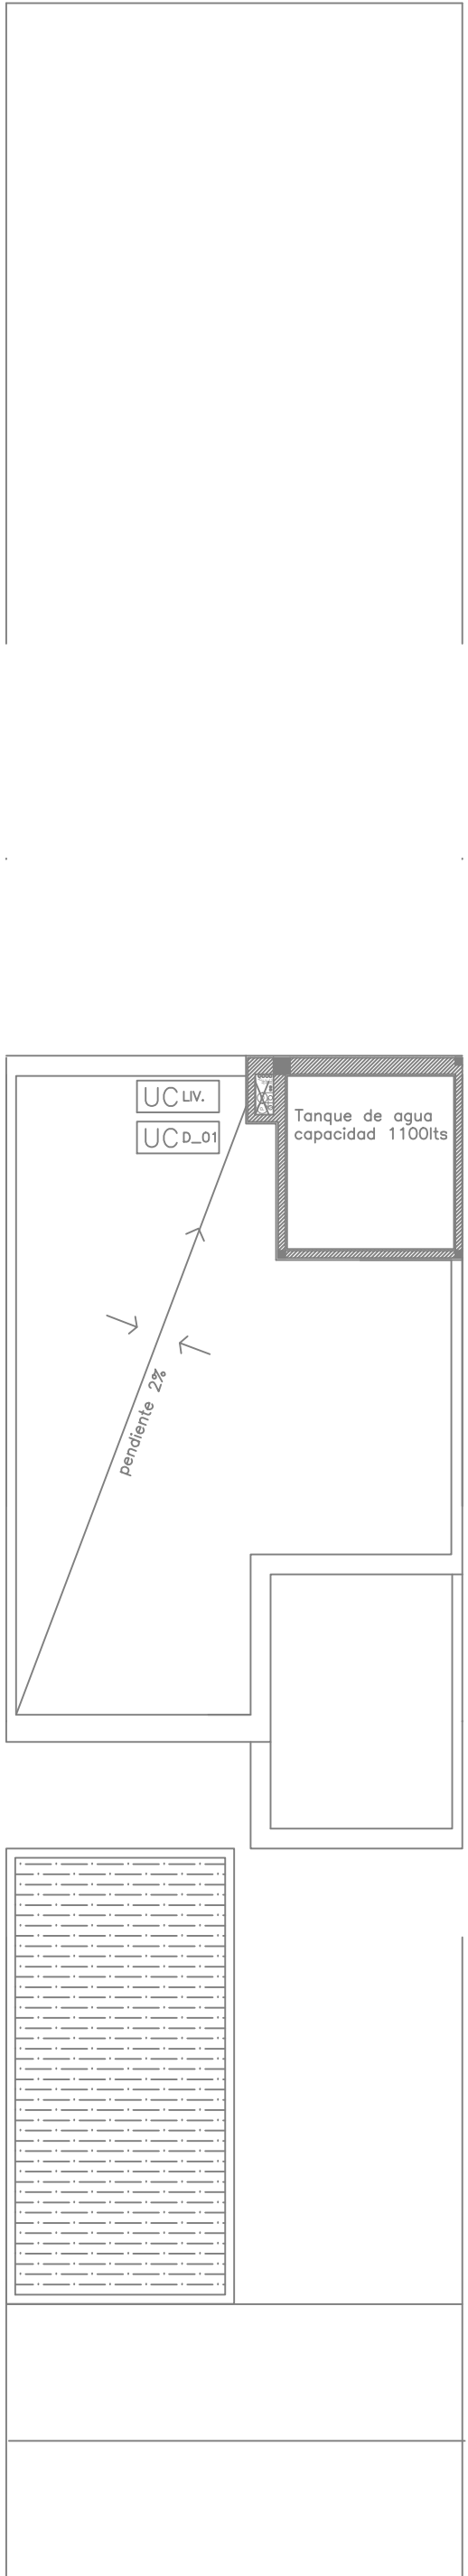 UC LIV.
UC D_01
Tanque de agua
capacidad 1100lts
pendiente 2%